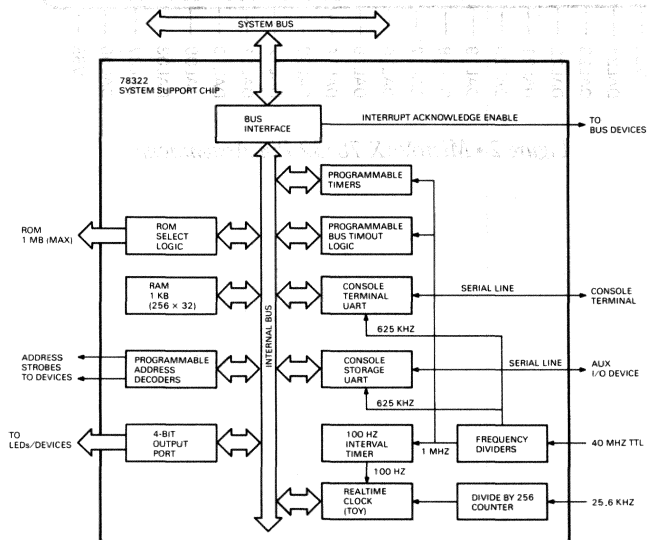 SYSTEM BUS
78322
SYSTEM SUPPORT CHIP
BUS
INTERFACE
INTERRUPT ACKNOWLEDGE ENABLE
TO
BUS DEVICES
PROGRAMMABLE
TIMERS
ROM
1 MB (MAX)
ROM
SELECT
LOGIC
PROGRAMMABLE
BUS TIMOUT
LOGIC
RAM
1 KB
(256 × 32)
INTERNAL BUS
CONSOLE
TERMINAL
UART
SERIAL LINE
CONSOLE
TERMINAL
625 KHZ
ADDRESS
STROBES
TO DEVICES
PROGRAMMABLE
ADDRESS
DECODERS
CONSOLE
STORAGE
UART
SERIAL LINE
AUX
I/O DEVICE
625 KHZ
TO
LEDs/DEVICES
4-BIT
OUTPUT
PORT
100 HZ
INTERVAL
TIMER
1 MHZ
FREQUENCY
DIVIDERS
40 MHZ TTL
100 HZ
REALTIME
CLOCK
(TOY)
DIVIDE BY 256
COUNTER
25.6 KHZ